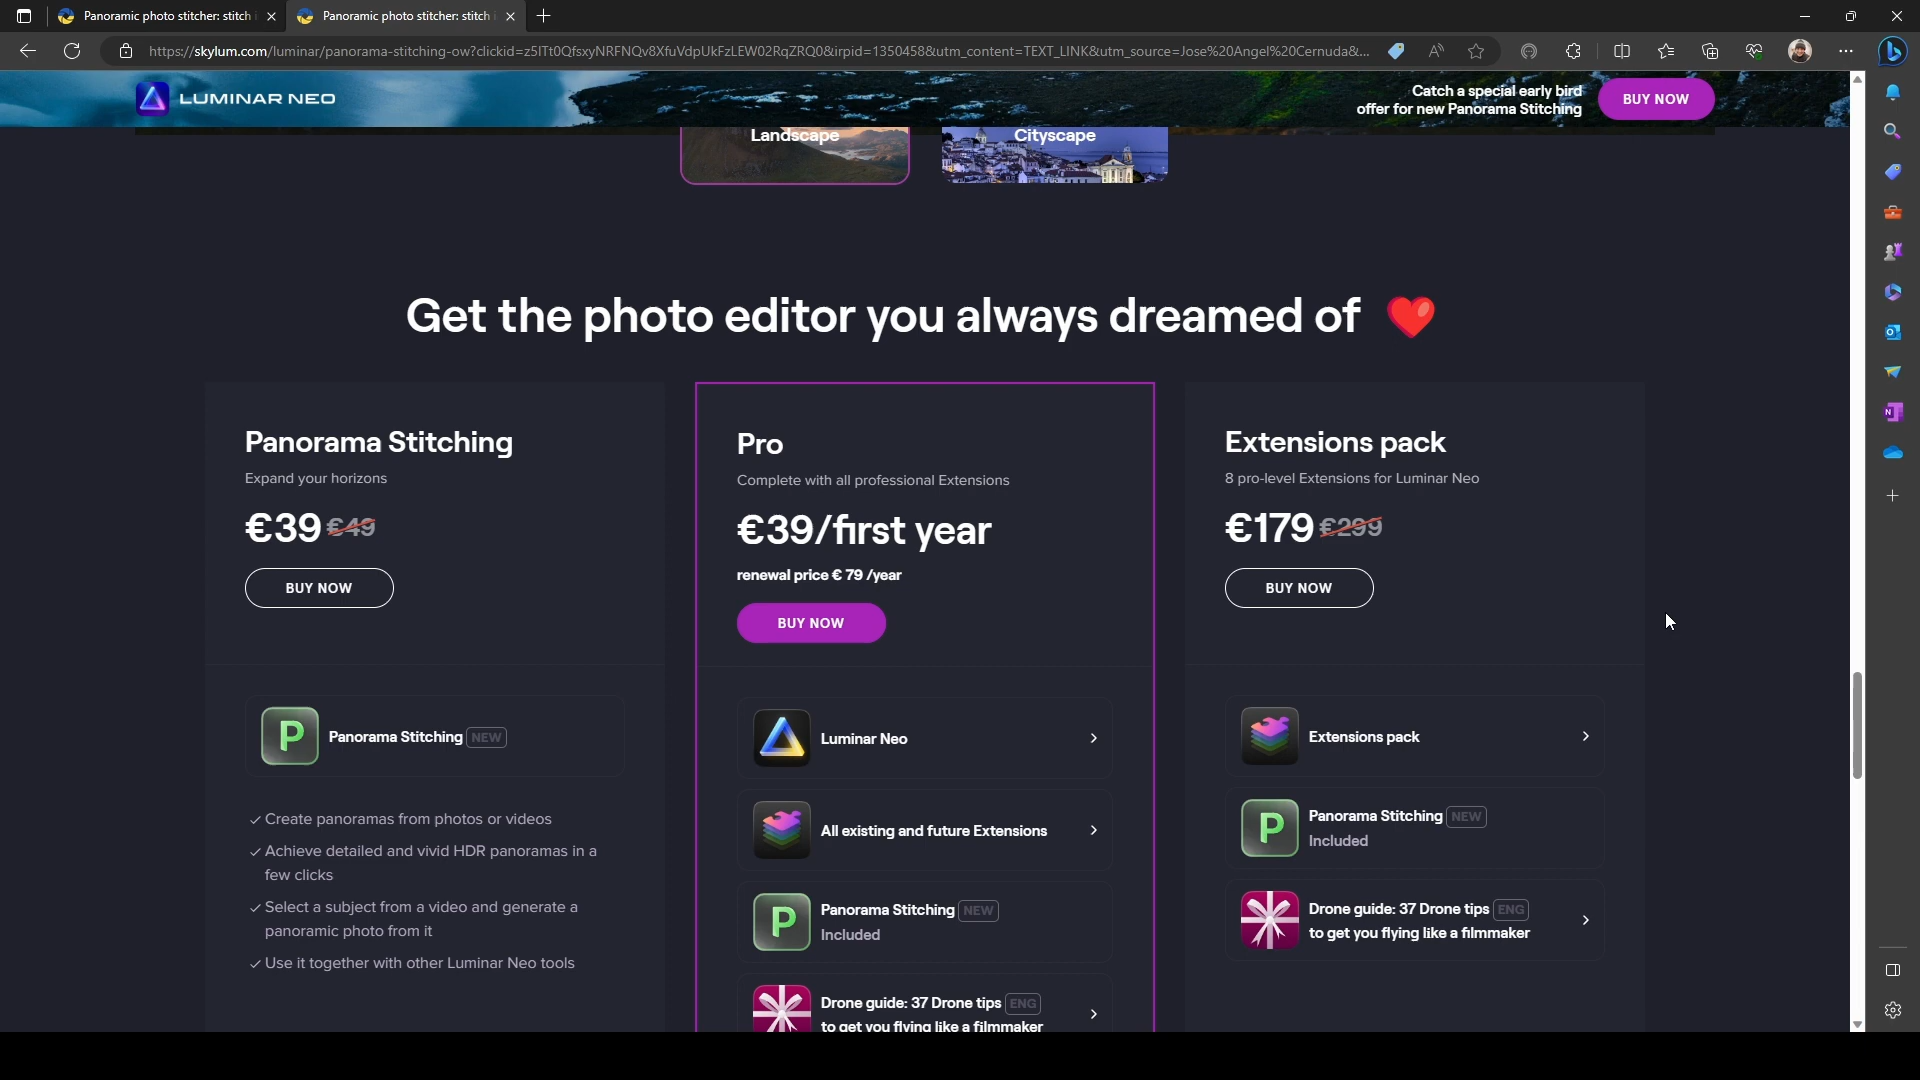 Panoramic photo stitcher: stitch i
Panoramic photo stitcher: stitch i
https://skylum.com/luminar/panorama-stitching-ow?clickid=z5ITt0QfsxyNRFNQv8XfuVdpUkFzLEW02RqZRQ0&irpid=1350458&utm_content=TEXT_LINK&utm_source=Jose%20Angel%20Cernuda&...
LUMINAR NEO
Catch a special early bird
offer for new Panorama Stitching
BUY NOW
Landscape
Cityscape
Get the photo editor you always dreamed of ❤️
Panorama Stitching
Expand your horizons
€39 €49
BUY NOW
P
Panorama Stitching NEW
✓ Create panoramas from photos or videos
✓ Achieve detailed and vivid HDR panoramas in a
few clicks
✓ Select a subject from a video and generate a
panoramic photo from it
✓ Use it together with other Luminar Neo tools
Pro
Complete with all professional Extensions
€39/first year
renewal price € 79 /year
BUY NOW
Luminar Neo
All existing and future Extensions
P
Panorama Stitching NEW
Included
Drone guide: 37 Drone tips ENG
to get you flying like a filmmaker
Extensions pack
8 pro-level Extensions for Luminar Neo
€179 €299
BUY NOW
Extensions pack
P
Panorama Stitching NEW
Included
Drone guide: 37 Drone tips ENG
to get you flying like a filmmaker